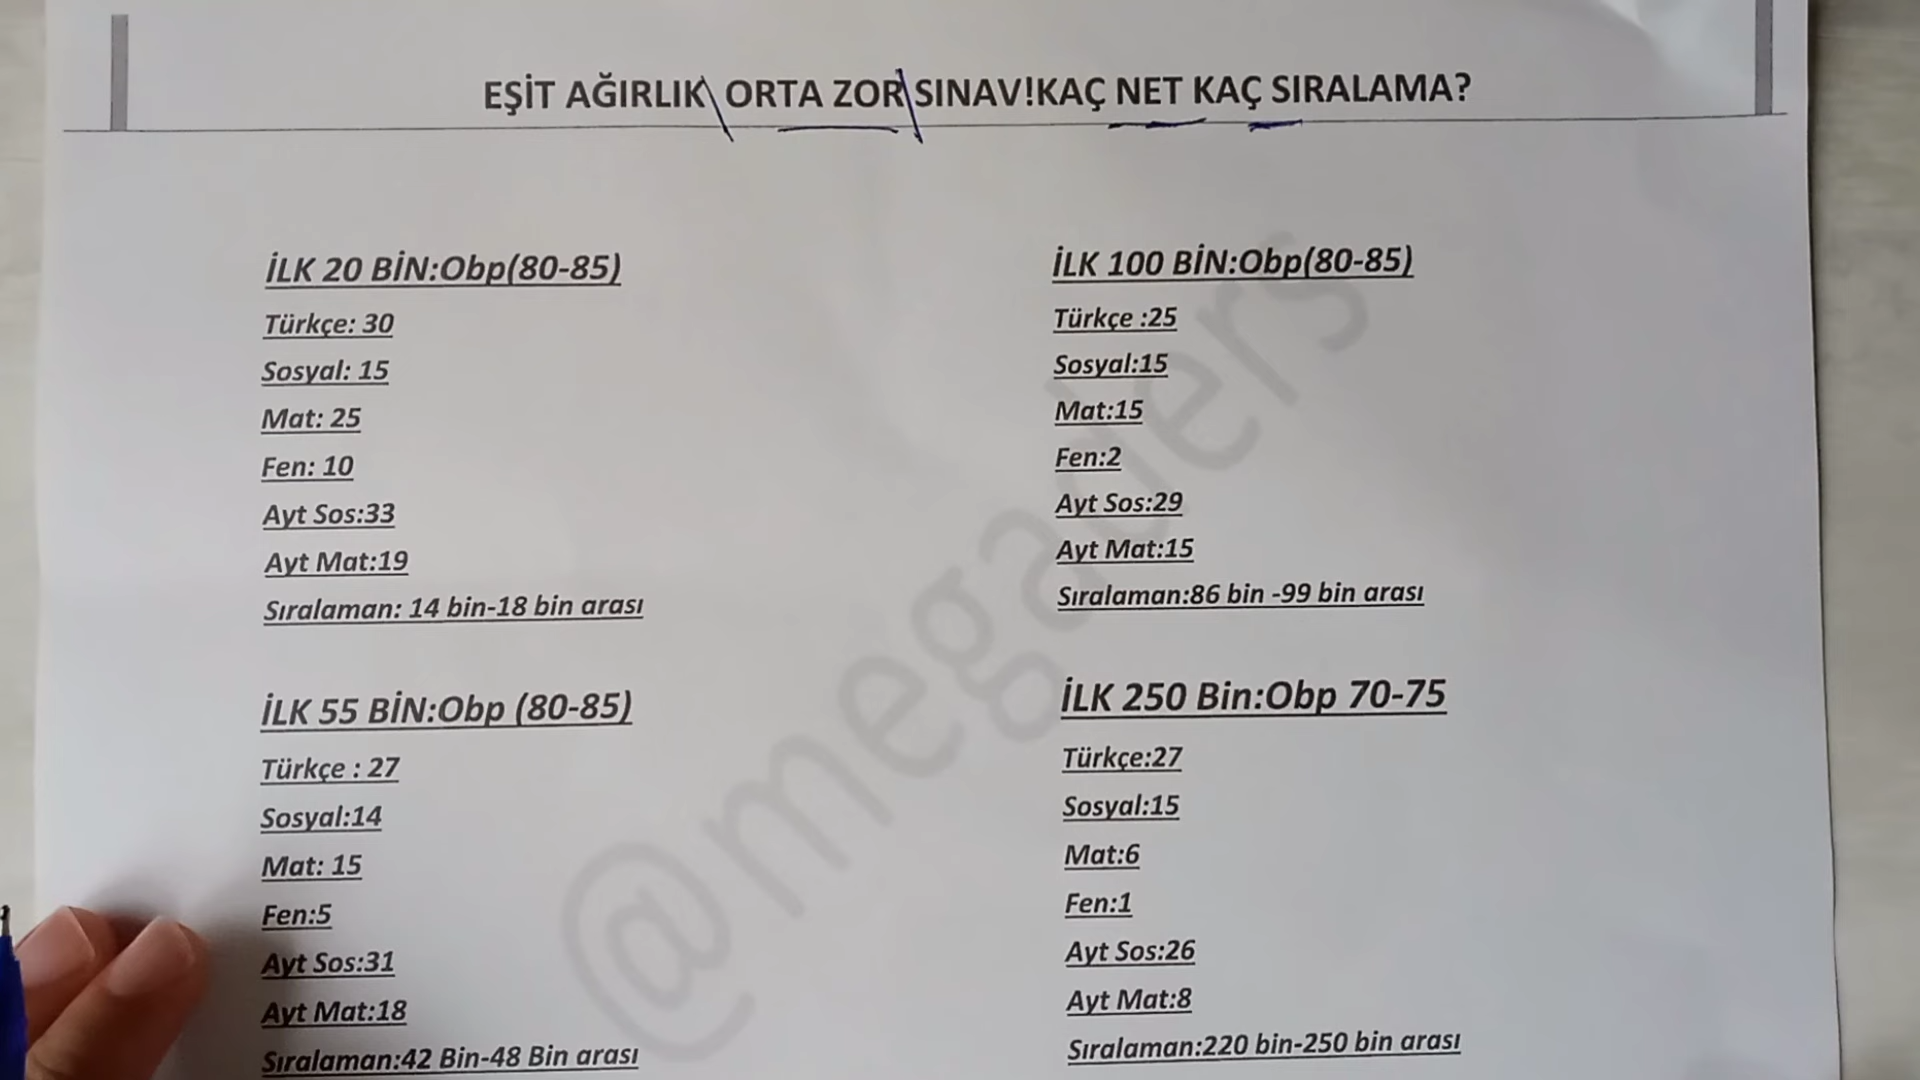 EŞİT AĞIRLIK ORTA ZOR SINAV!KAÇ NET KAÇ SIRALAMA?
İLK 20 BİN:Obp(80-85)
Türkçe: 30
Sosyal: 15
Mat: 25
Fen: 10
Ayt Sos:33
Ayt Mat:19
Sıralaman: 14 bin-18 bin arası
İLK 55 BİN:Obp (80-85)
Türkçe : 27
Sosyal:14
Mat: 15
Fen:5
Ayt Sos:31
Ayt Mat:18
Sıralaman:42 Bin-48 Bin arası
İLK 100 BİN:Obp(80-85)
Türkçe :25
Sosyal:15
Mat:15
Fen:2
Ayt Sos:29
Ayt Mat:15
Sıralaman:86 bin -99 bin arası
İLK 250 Bin:Obp 70-75
Türkçe:27
Sosyal:15
Mat:6
Fen:1
Ayt Sos:26
Ayt Mat:8
Sıralaman:220 bin-250 bin arası
@megaders